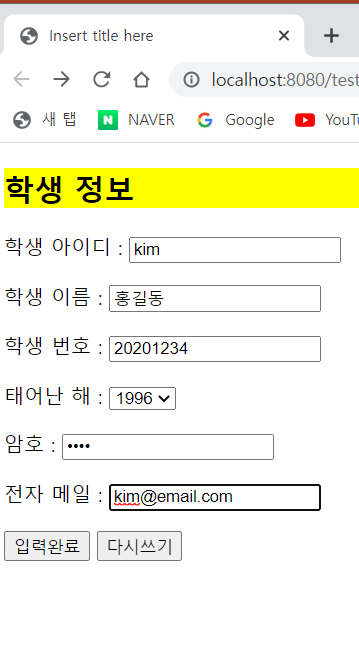 Insert title here
localhost:8080/test
새 탭 NAVER Google YouTu
학생 정보
학생 아이디 : kim
학생 이름 : 홍길동
학생 번호 : 20201234
태어난 해 : 1996
암호 : ••••
전자 메일 : kim@email.com
입력완료 다시쓰기